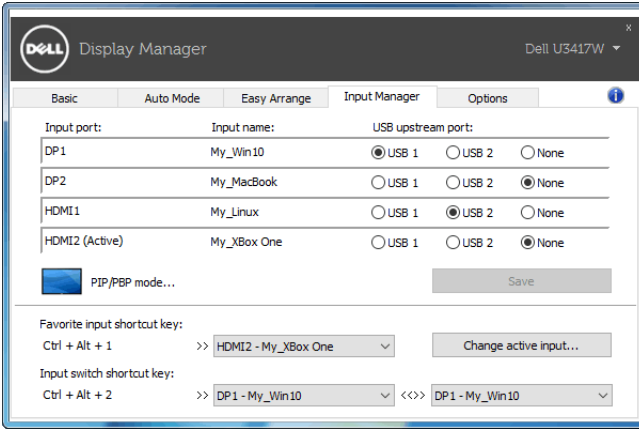 DELL Display Manager Dell U3417W x
Basic Auto Mode Easy Arrange Input Manager Options i
Input port: Input name: USB upstream port:
DP1 My_Win10 USB 1 USB 2 None
DP2 My_MacBook USB 1 USB 2 None
HDMI1 My_Linux USB 1 USB 2 None
HDMI2 (Active) My_XBox One USB 1 USB 2 None
PIP/PBP mode... Save
Favorite input shortcut key:
Ctrl + Alt + 1 >> HDMI2 - My_XBox One Change active input...
Input switch shortcut key:
Ctrl + Alt + 2 >> DP1 - My_Win10 <<>> DP1 - My_Win10